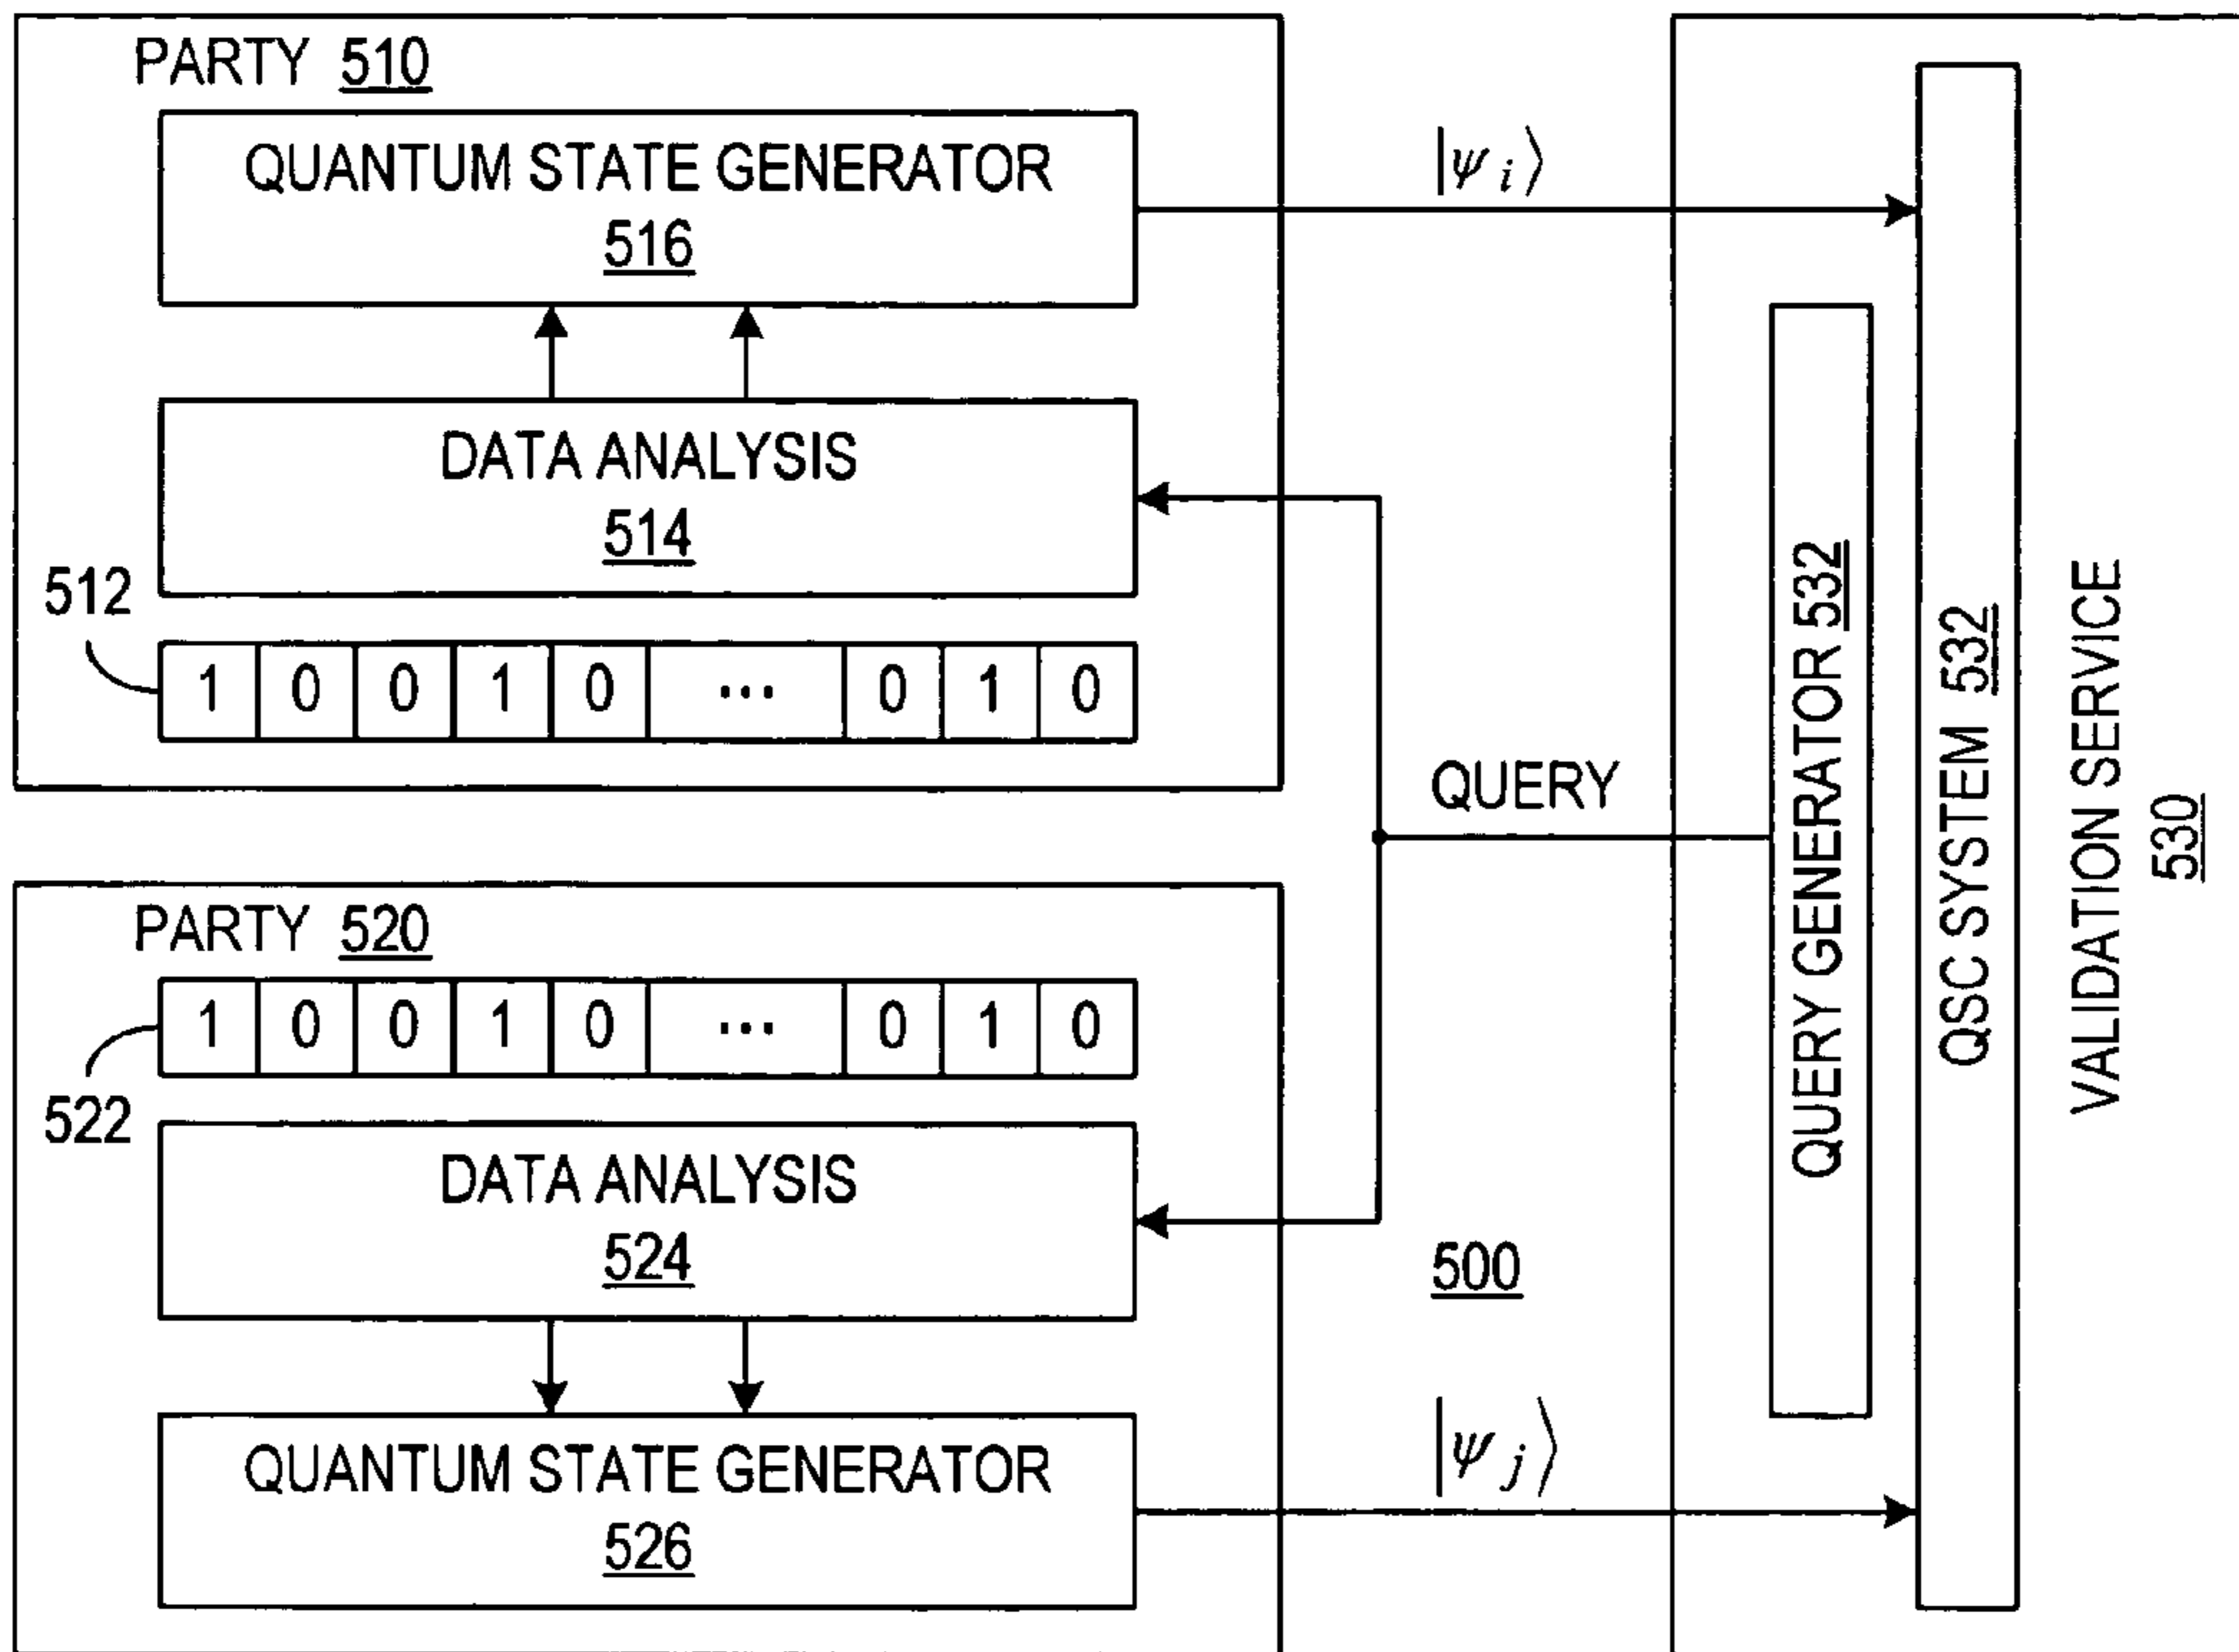 PARTY 510
QUANTUM STATE GENERATOR
516
DATA ANALYSIS
514
512
1 0 0 1 0 ... 0 1 0
PARTY 520
1 0 0 1 0 ... 0 1 0
522
DATA ANALYSIS
524
QUANTUM STATE GENERATOR
526
|ψ i⟩
QUERY
500
|ψ j⟩
QUERY GENERATOR 532
QSC SYSTEM 532
VALIDATION SERVICE
530